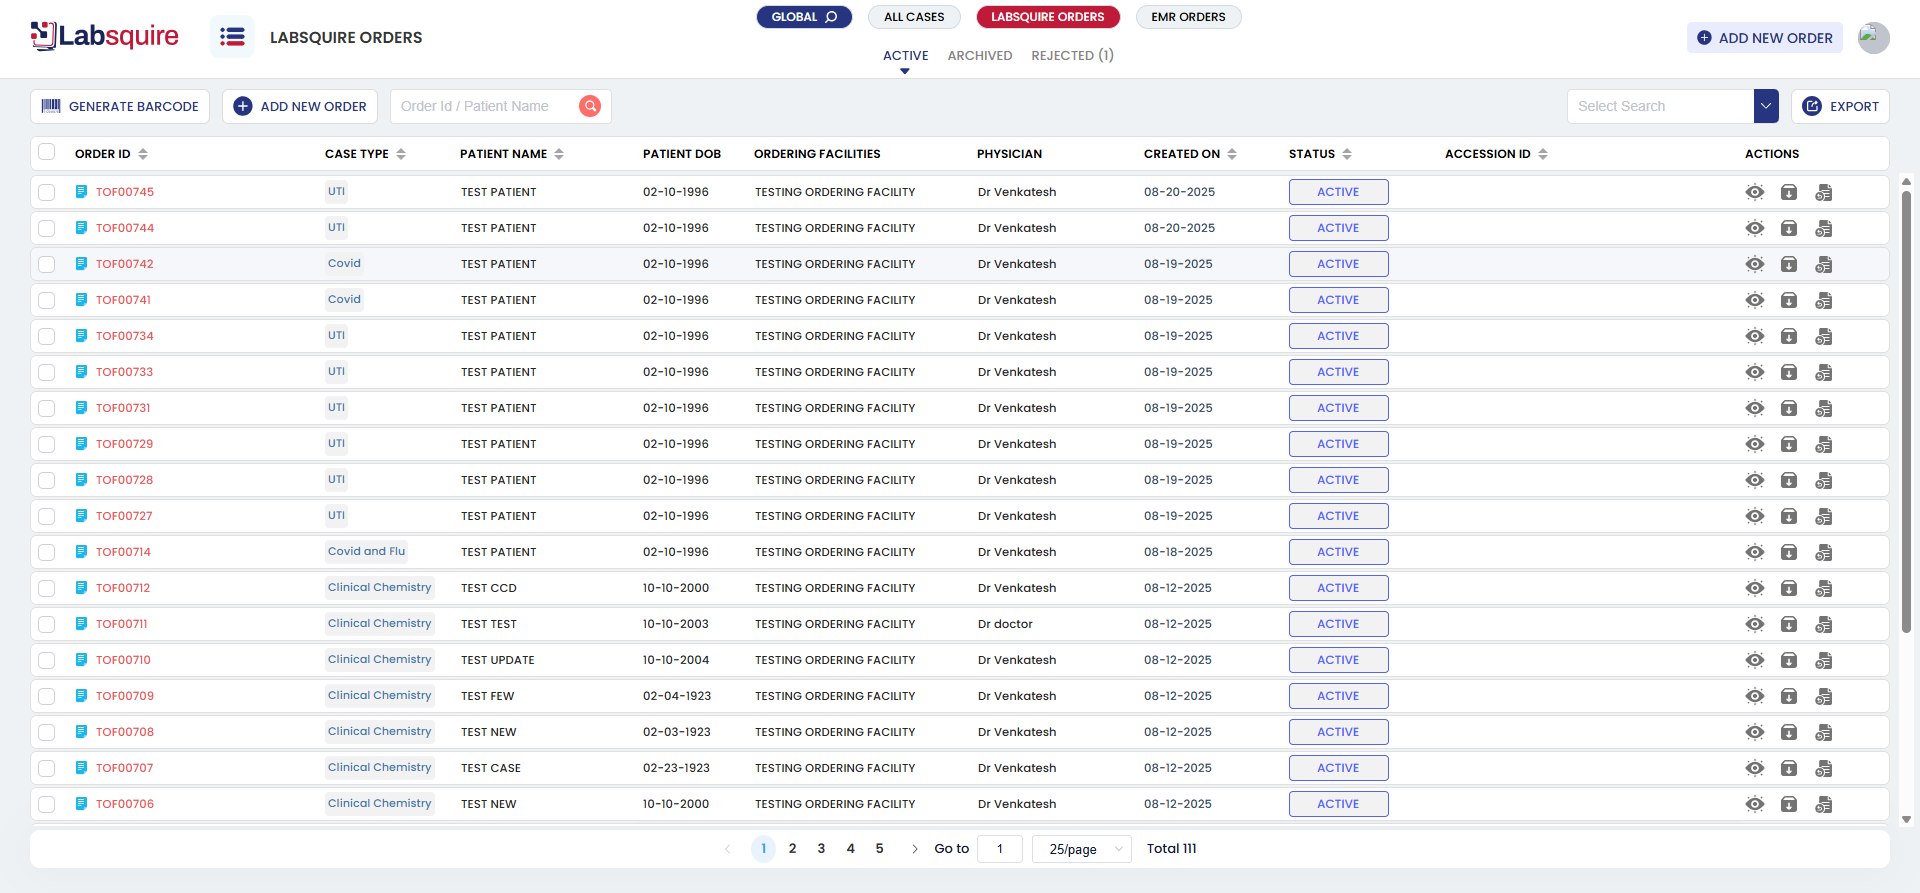 GLOBAL ALL CASES LABSQUIRE ORDERS EMR ORDERS
Labsquire LABSQUIRE ORDERS ADD NEW ORDER
ACTIVE ARCHIVED REJECTED (1)
GENERATE BARCODE ADD NEW ORDER Order Id / Patient Name Select Search EXPORT
ORDER ID CASE TYPE PATIENT NAME PATIENT DOB ORDERING FACILITIES PHYSICIAN CREATED ON STATUS ACCESSION ID ACTIONS
TOF00745 UTI TEST PATIENT 02-10-1996 TESTING ORDERING FACILITY Dr Venkatesh 08-20-2025 ACTIVE
TOF00744 UTI TEST PATIENT 02-10-1996 TESTING ORDERING FACILITY Dr Venkatesh 08-20-2025 ACTIVE
TOF00742 Covid TEST PATIENT 02-10-1996 TESTING ORDERING FACILITY Dr Venkatesh 08-19-2025 ACTIVE
TOF00741 Covid TEST PATIENT 02-10-1996 TESTING ORDERING FACILITY Dr Venkatesh 08-19-2025 ACTIVE
TOF00734 UTI TEST PATIENT 02-10-1996 TESTING ORDERING FACILITY Dr Venkatesh 08-19-2025 ACTIVE
TOF00733 UTI TEST PATIENT 02-10-1996 TESTING ORDERING FACILITY Dr Venkatesh 08-19-2025 ACTIVE
TOF00731 UTI TEST PATIENT 02-10-1996 TESTING ORDERING FACILITY Dr Venkatesh 08-19-2025 ACTIVE
TOF00729 UTI TEST PATIENT 02-10-1996 TESTING ORDERING FACILITY Dr Venkatesh 08-19-2025 ACTIVE
TOF00728 UTI TEST PATIENT 02-10-1996 TESTING ORDERING FACILITY Dr Venkatesh 08-19-2025 ACTIVE
TOF00727 UTI TEST PATIENT 02-10-1996 TESTING ORDERING FACILITY Dr Venkatesh 08-19-2025 ACTIVE
TOF00714 Covid and Flu TEST PATIENT 02-10-1996 TESTING ORDERING FACILITY Dr Venkatesh 08-18-2025 ACTIVE
TOF00712 Clinical Chemistry TEST CCD 10-10-2000 TESTING ORDERING FACILITY Dr Venkatesh 08-12-2025 ACTIVE
TOF00711 Clinical Chemistry TEST TEST 10-10-2003 TESTING ORDERING FACILITY Dr doctor 08-12-2025 ACTIVE
TOF00710 Clinical Chemistry TEST UPDATE 10-10-2004 TESTING ORDERING FACILITY Dr Venkatesh 08-12-2025 ACTIVE
TOF00709 Clinical Chemistry TEST FEW 02-04-1923 TESTING ORDERING FACILITY Dr Venkatesh 08-12-2025 ACTIVE
TOF00708 Clinical Chemistry TEST NEW 02-03-1923 TESTING ORDERING FACILITY Dr Venkatesh 08-12-2025 ACTIVE
TOF00707 Clinical Chemistry TEST CASE 02-23-1923 TESTING ORDERING FACILITY Dr Venkatesh 08-12-2025 ACTIVE
TOF00706 Clinical Chemistry TEST NEW 10-10-2000 TESTING ORDERING FACILITY Dr Venkatesh 08-12-2025 ACTIVE
1 2 3 4 5 Go to 1 25/page Total 111